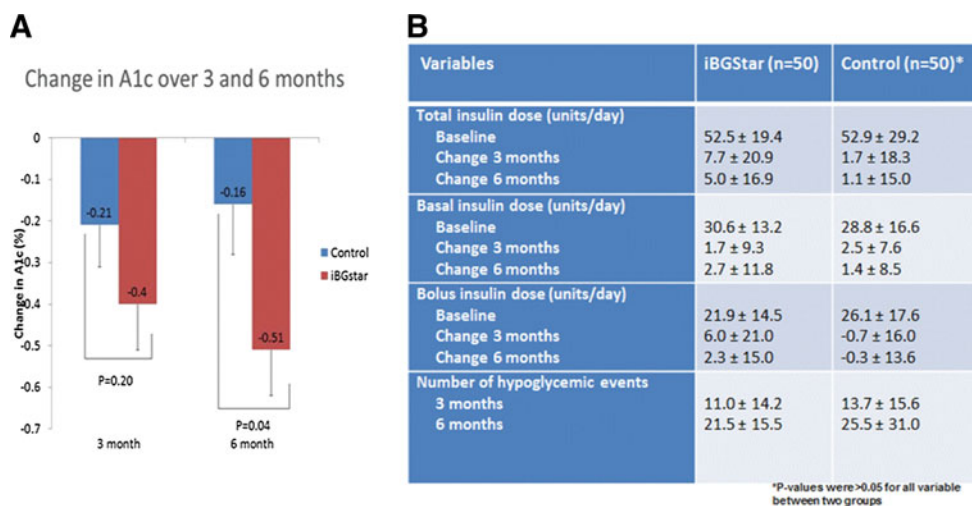 A
Change in A1c over 3 and 6 months
Change in A1c (%)
0
-0.1
-0.2
-0.3
-0.4
-0.5
-0.6
-0.7
-0.21
-0.4
P=0.20
3 month
-0.16
-0.51
P=0.04
6 month
Control
iBGstar
B
Variables iBGStar (n=50) Control (n=50)*
Total insulin dose (units/day)
Baseline 52.5 ± 19.4 52.9 ± 29.2
Change 3 months 7.7 ± 20.9 1.7 ± 18.3
Change 6 months 5.0 ± 16.9 1.1 ± 15.0
Basal insulin dose (units/day)
Baseline 30.6 ± 13.2 28.8 ± 16.6
Change 3 months 1.7 ± 9.3 2.5 ± 7.6
Change 6 months 2.7 ± 11.8 1.4 ± 8.5
Bolus insulin dose (units/day)
Baseline 21.9 ± 14.5 26.1 ± 17.6
Change 3 months 6.0 ± 21.0 -0.7 ± 16.0
Change 6 months 2.3 ± 15.0 -0.3 ± 13.6
Number of hypoglycemic events
3 months 11.0 ± 14.2 13.7 ± 15.6
6 months 21.5 ± 15.5 25.5 ± 31.0
*P-values were >0.05 for all variable
between two groups